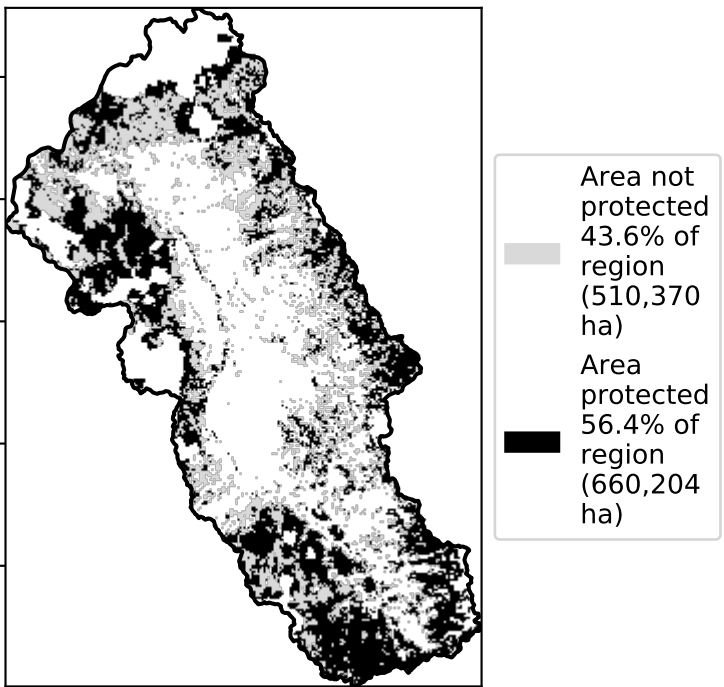 Area not
protected
43.6% of
region
(510,370
ha)
Area
protected
56.4% of
region
(660,204
ha)